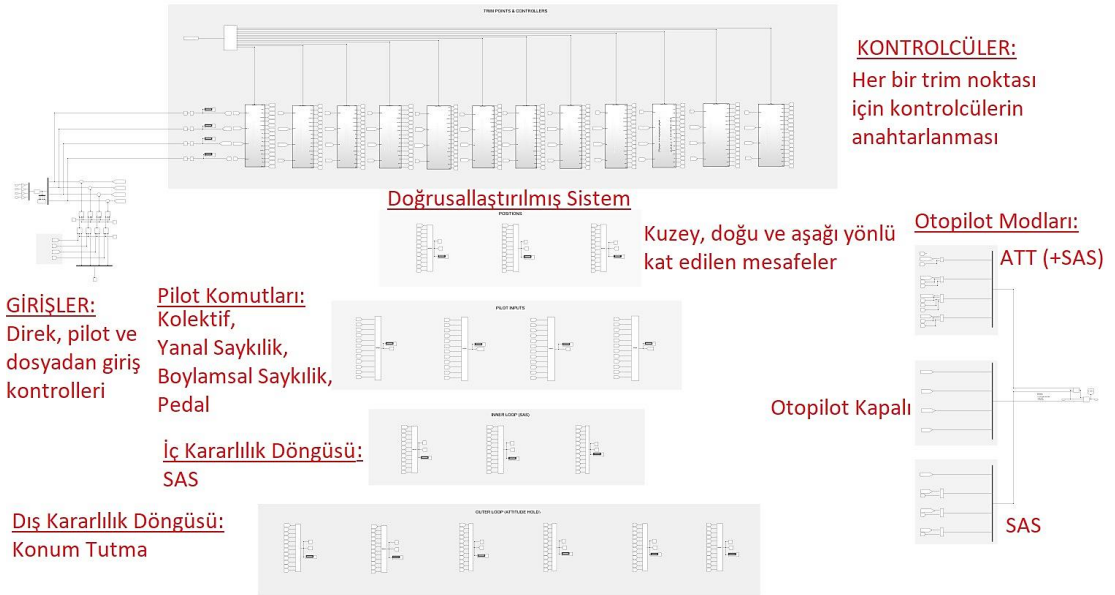 TRIM POINTS & CONTROLLERS
KONTROLCÜLER:
Her bir trim noktası
için kontrolcülerin
anahtarlanması
Doğrusallaştırılmış Sistem
POSITIONS
Kuzey, doğu ve aşağı yönlü
kat edilen mesafeler
Otopilot Modları:
ATT (+SAS)
Otopilot Kapalı
SAS
GİRİŞLER:
Direk, pilot ve
dosyadan giriş
kontrolleri
Pilot Komutları:
Kolektif,
Yanal Saykılik,
Boylamsal Saykılik,
Pedal
PILOT INPUTS
INNER LOOP (SAS)
İç Kararlılık Döngüsü:
SAS
OUTER LOOP (ATTITUDE HOLD)
Dış Kararlılık Döngüsü:
Konum Tutma